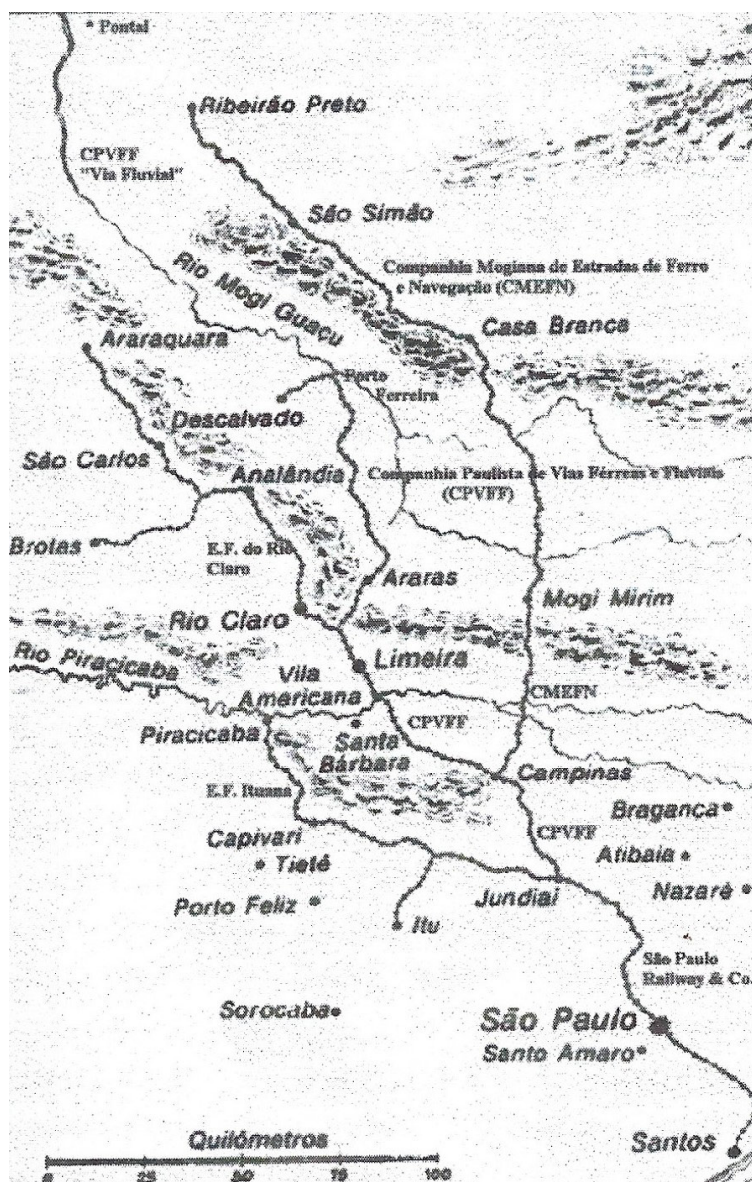 Pontal
Ribeirão Preto
CPVFF
"Via Fluvial"
São Simão
Companhia Mogiana de Estradas de Ferro
e Navegação (CMEFN)
Rio Mogi Guaçu
Casa Branca
Araraquara
Porto
Ferreira
Descalvado
São Carlos
Analândia
Companhia Paulista de Vias Férreas e Fluviais
(CPVFF)
Brotas
E.F. do Rio
Claro
Araras
Mogi Mirim
Rio Claro
Rio Piracicaba
Limeira
Vila
Americana
CMEFN
Piracicaba
CPVFF
Santa
Bárbara
Campinas
E.F. Ituana
Braganca
Capivari
CPVFF
Tietê
Atibaia
Jundiaí
Nazaré
Porto Feliz
Itu
São Paulo
Railway & Co.
Sorocaba
São Paulo
Santo Amaro
Quilómetros
Santos
0 25 50 75 100